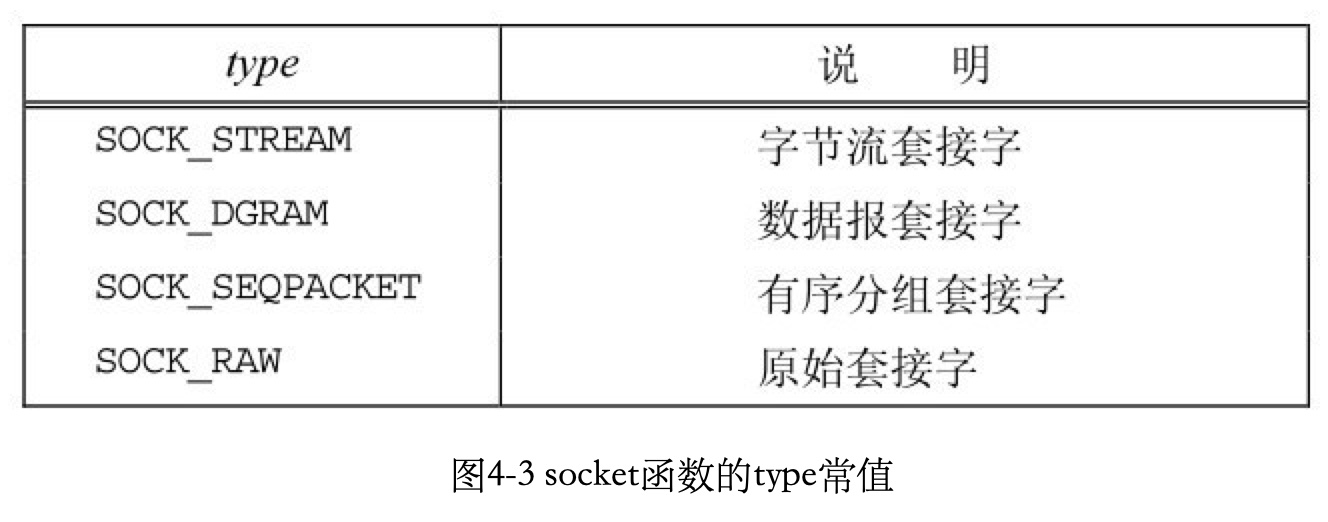 type 说 明
SOCK_STREAM 字节流套接字
SOCK_DGRAM 数据报套接字
SOCK_SEQPACKET 有序分组套接字
SOCK_RAW 原始套接字
图4-3 socket函数的type常值